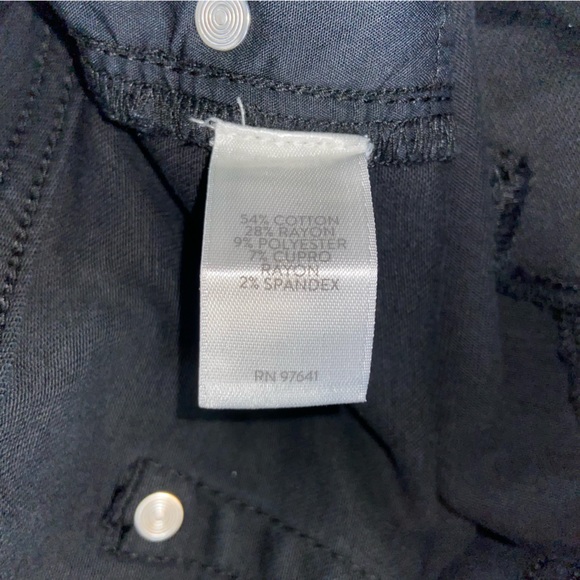 54% COTTON
28% RAYON
9% POLYESTER
7% CUPRO
RAYON
2% SPANDEX
RN 97641